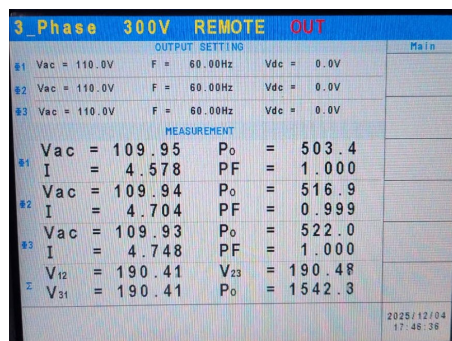 3_Phase 300V REMOTE OUT
OUTPUT SETTING
Main
Φ1 Vac = 110.0V F = 60.00Hz Vdc = 0.0V
Φ2 Vac = 110.0V F = 60.00Hz Vdc = 0.0V
Φ3 Vac = 110.0V F = 60.00Hz Vdc = 0.0V
MEASUREMENT
Φ1
Vac = 109.95 Po = 503.4
I = 4.578 PF = 1.000
Φ2
Vac = 109.94 Po = 516.9
I = 4.704 PF = 0.999
Φ3
Vac = 109.93 Po = 522.0
I = 4.748 PF = 1.000
Σ
V12 = 190.41 V23 = 190.48
V31 = 190.41 Po = 1542.3
2025/12/04
17:46:36